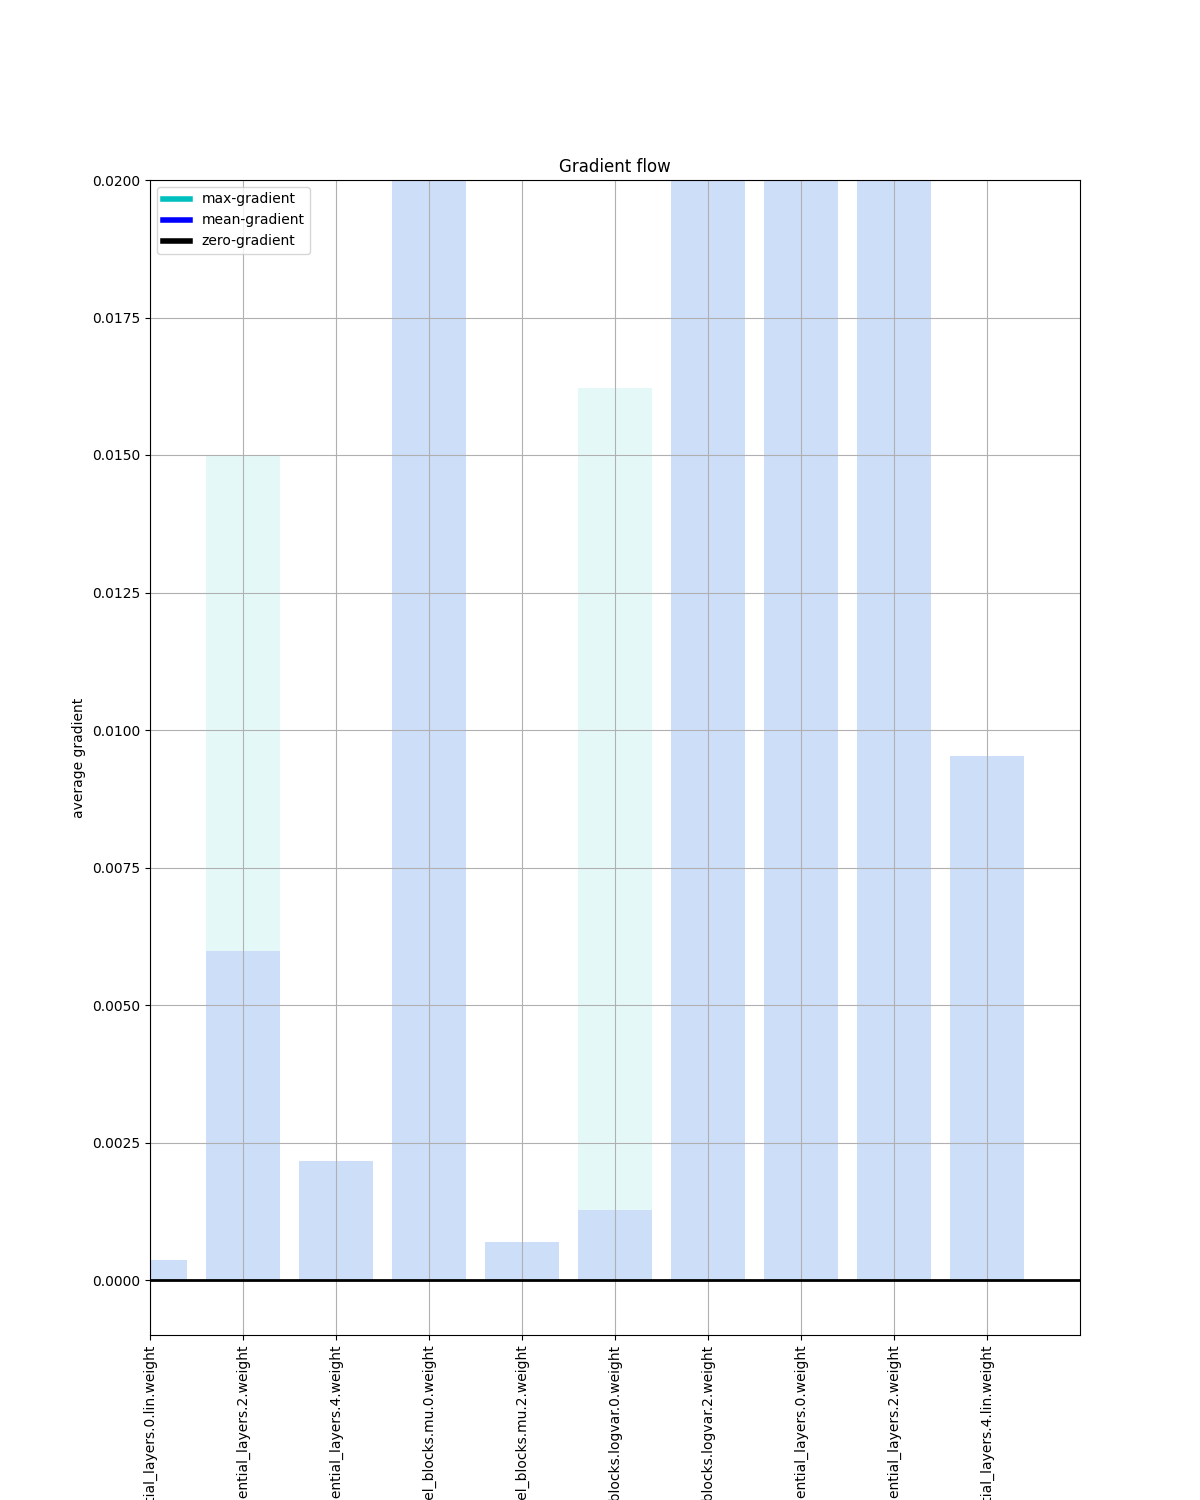 Gradient flow
max-gradient
mean-gradient
zero-gradient
average gradient
0.0200
0.0175
0.0150
0.0125
0.0100
0.0075
0.0050
0.0025
0.0000
tial_layers.0.lin.weight
ential_layers.2.weight
ential_layers.4.weight
el_blocks.mu.0.weight
el_blocks.mu.2.weight
blocks.logvar.0.weight
blocks.logvar.2.weight
ential_layers.0.weight
ential_layers.2.weight
tial_layers.4.lin.weight